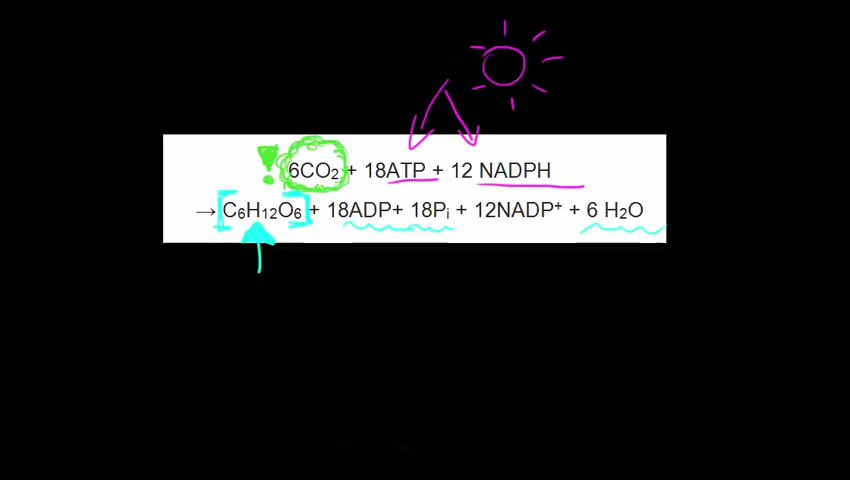 6CO₂ + 18ATP + 12 NADPH
→ C₆H₁₂O₆ + 18ADP+ 18Pᵢ + 12NADP⁺ + 6 H₂O